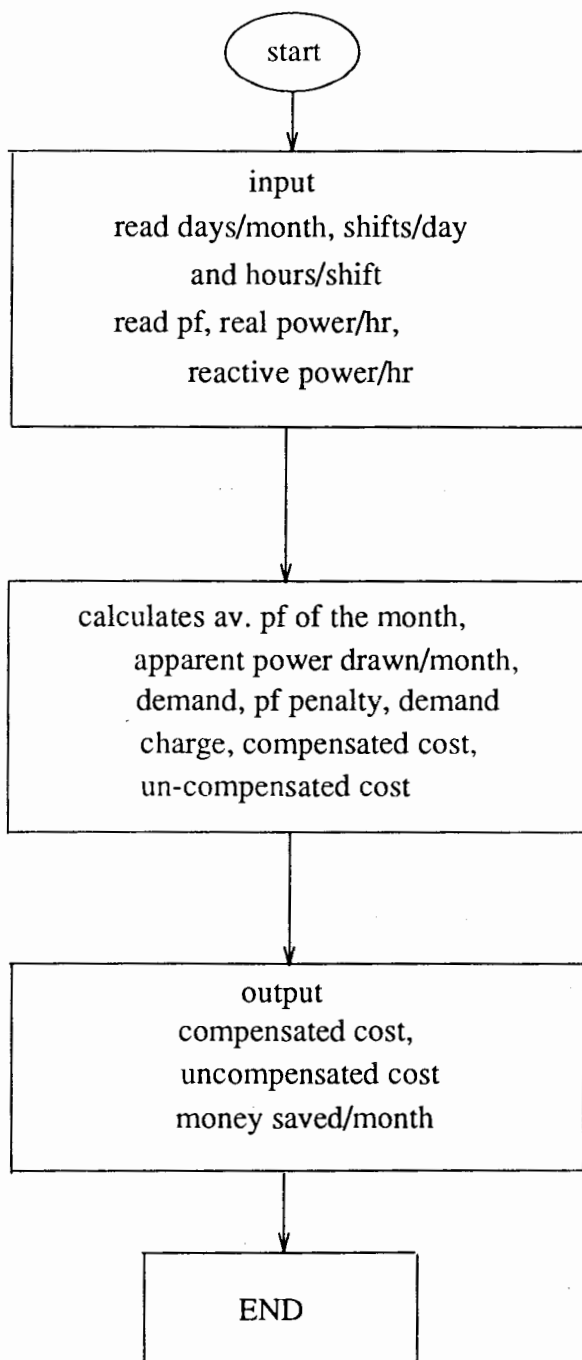 start
input
read days/month, shifts/day
and hours/shift
read pf, real power/hr,
reactive power/hr
calculates av. pf of the month,
apparent power drawn/month,
demand, pf penalty, demand
charge, compensated cost,
un-compensated cost
output
compensated cost,
uncompensated cost
money saved/month
END